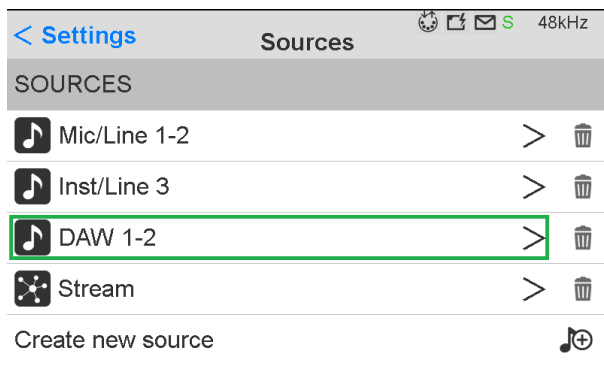 < Settings
Sources
S 48kHz
SOURCES
Mic/Line 1-2
Inst/Line 3
DAW 1-2
Stream
Create new source